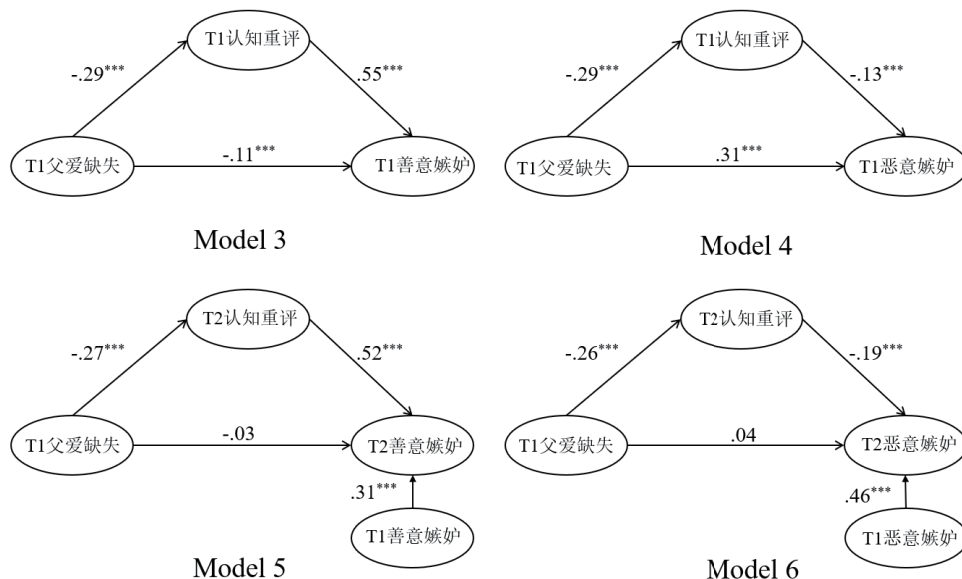 T1认知重评
-.29***
.55***
T1父爱缺失
-.11***
T1善意嫉妒
Model 3
T1认知重评
-.29***
-.13***
T1父爱缺失
.31***
T1恶意嫉妒
Model 4
T2认知重评
-.27***
.52***
T1父爱缺失
-.03
T2善意嫉妒
.31***
T1善意嫉妒
Model 5
T2认知重评
-.26***
-.19***
T1父爱缺失
.04
T2恶意嫉妒
.46***
T1恶意嫉妒
Model 6